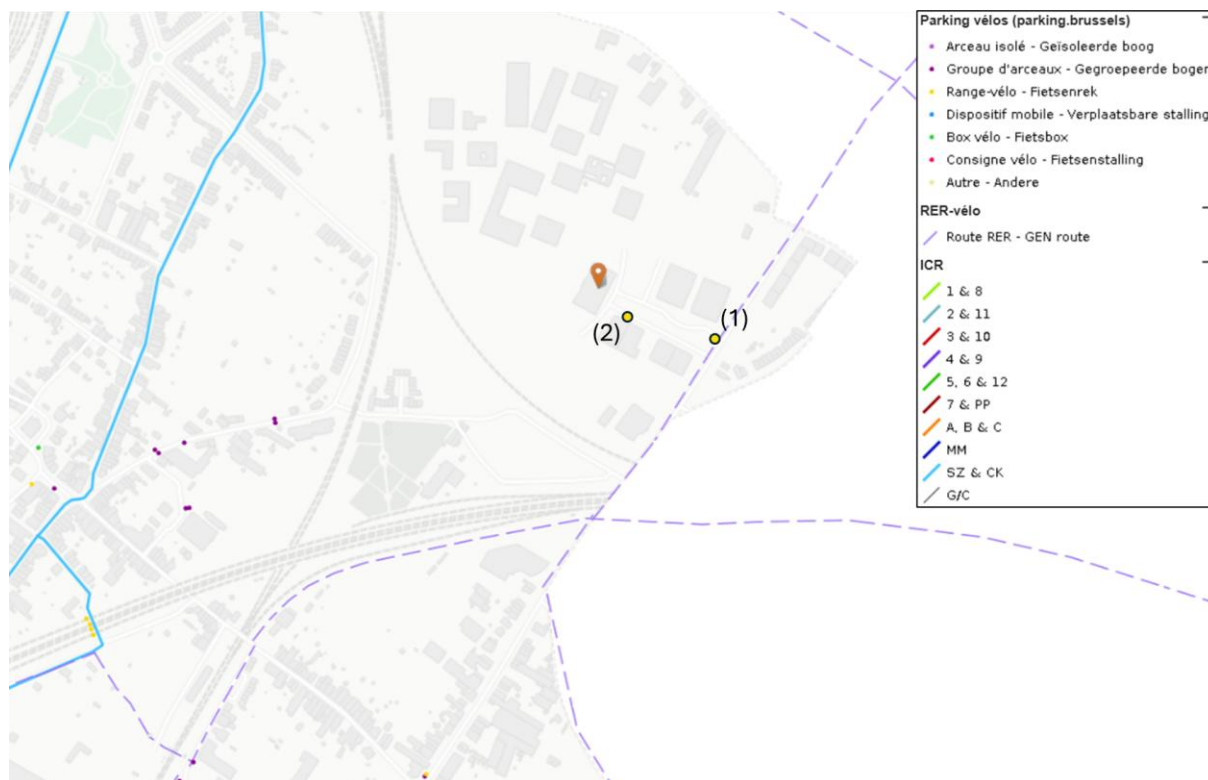 Parking vélos (parking.brussels)
Arceau isolé - Geïsoleerde boog
Groupe d'arceaux - Gegroepeerde bogen
Range-vélo - Fietsenrek
Dispositif mobile - Verplaatsbare stalling
Box vélo - Fietsbox
Consigne vélo - Fietsenstalling
Autre - Andere
RER-vélo
Route RER - GEN route
ICR
1 & 8
2 & 11
3 & 10
4 & 9
5, 6 & 12
7 & PP
A, B & C
MM
SZ & CK
G/C
(1)
(2)